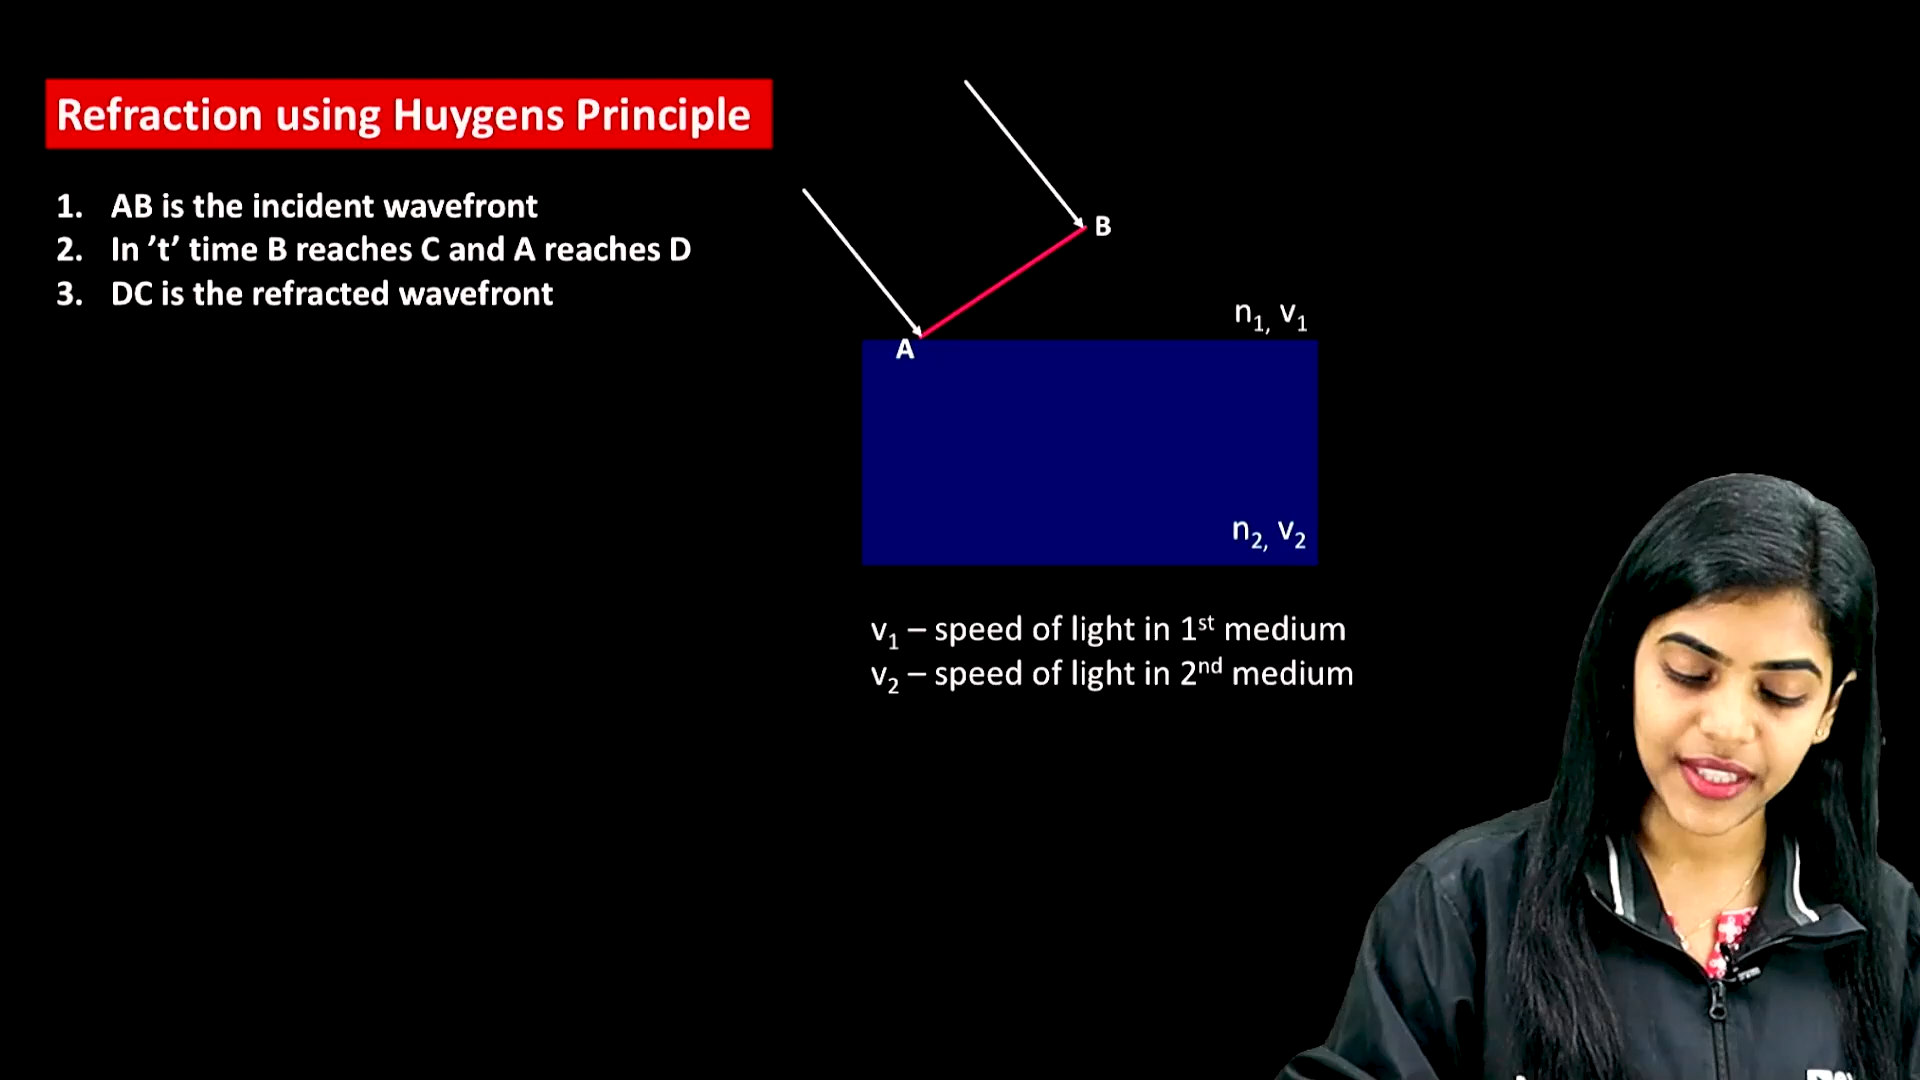 Refraction using Huygens Principle
1. AB is the incident wavefront
2. In ’t’ time B reaches C and A reaches D
3. DC is the refracted wavefront
B
n₁, v₁
A
n₂, v₂
v₁ – speed of light in 1ˢᵗ medium
v₂ – speed of light in 2ⁿᵈ medium